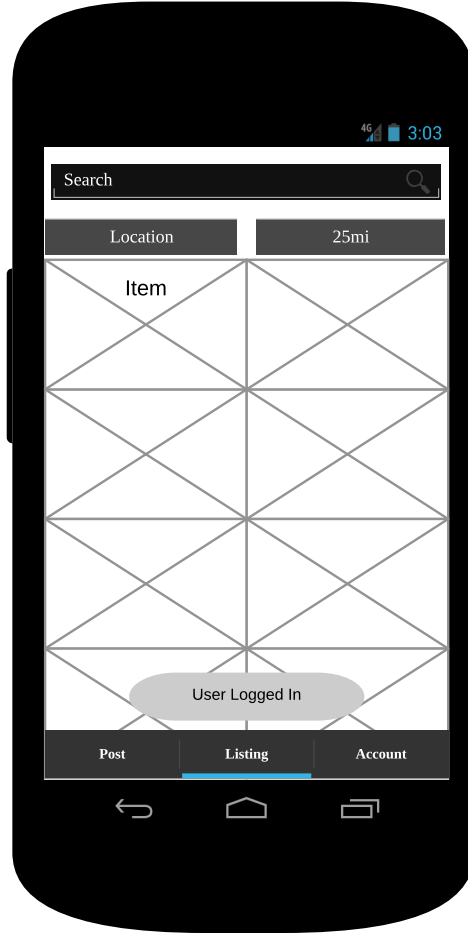 4G 3:03
Search
Location 25mi
Item
User Logged In
Post Listing Account